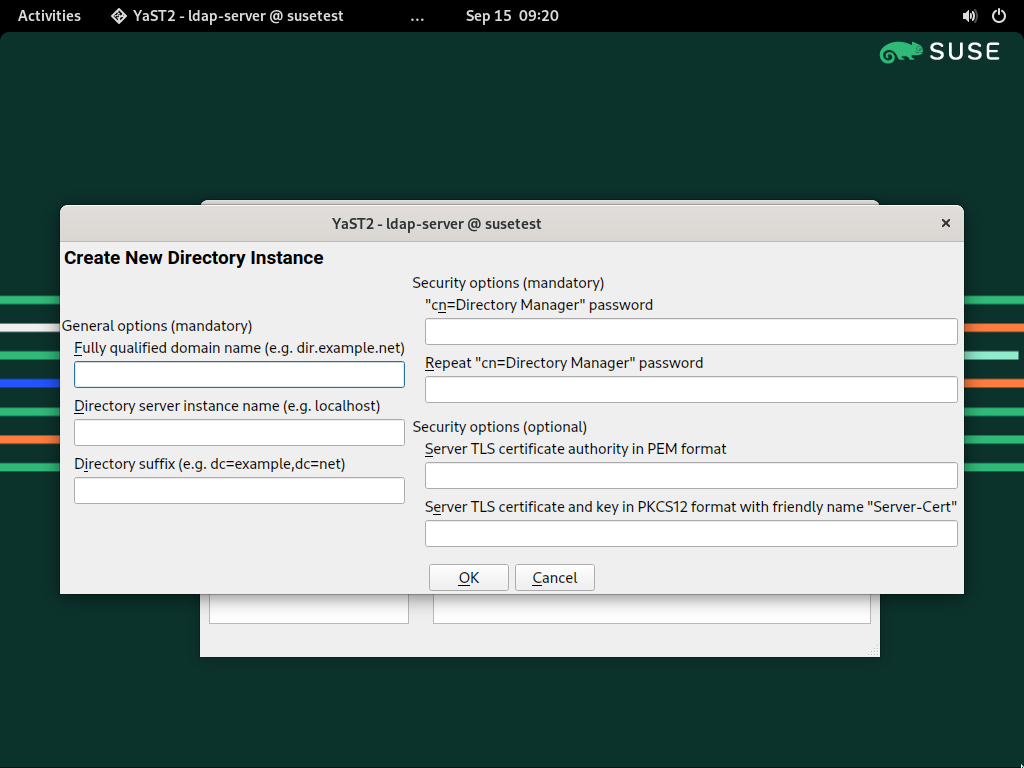 Activities
YaST2 - ldap-server @ susetest
...
Sep 15 09:20
SUSE
YaST2 - ldap-server @ susetest
Create New Directory Instance
General options (mandatory)
Fully qualified domain name (e.g. dir.example.net)
Directory server instance name (e.g. localhost)
Directory suffix (e.g. dc=example,dc=net)
Security options (mandatory)
"cn=Directory Manager" password
Repeat "cn=Directory Manager" password
Security options (optional)
Server TLS certificate authority in PEM format
Server TLS certificate and key in PKCS12 format with friendly name "Server-Cert"
OK
Cancel